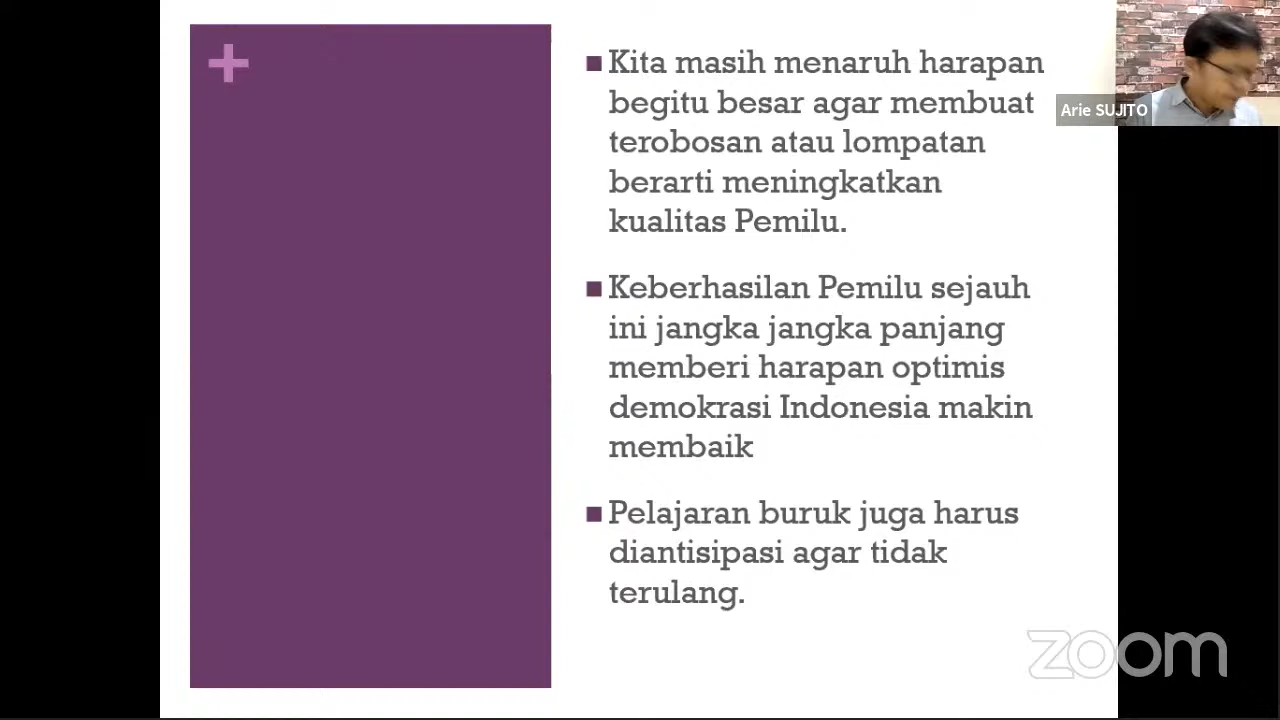 +
■ Kita masih menaruh harapan
begitu besar agar membuat
terobosan atau lompatan
berarti meningkatkan
kualitas Pemilu.
■ Keberhasilan Pemilu sejauh
ini jangka jangka panjang
memberi harapan optimis
demokrasi Indonesia makin
membaik
■ Pelajaran buruk juga harus
diantisipasi agar tidak
terulang.
Arie SUJITO
zoom